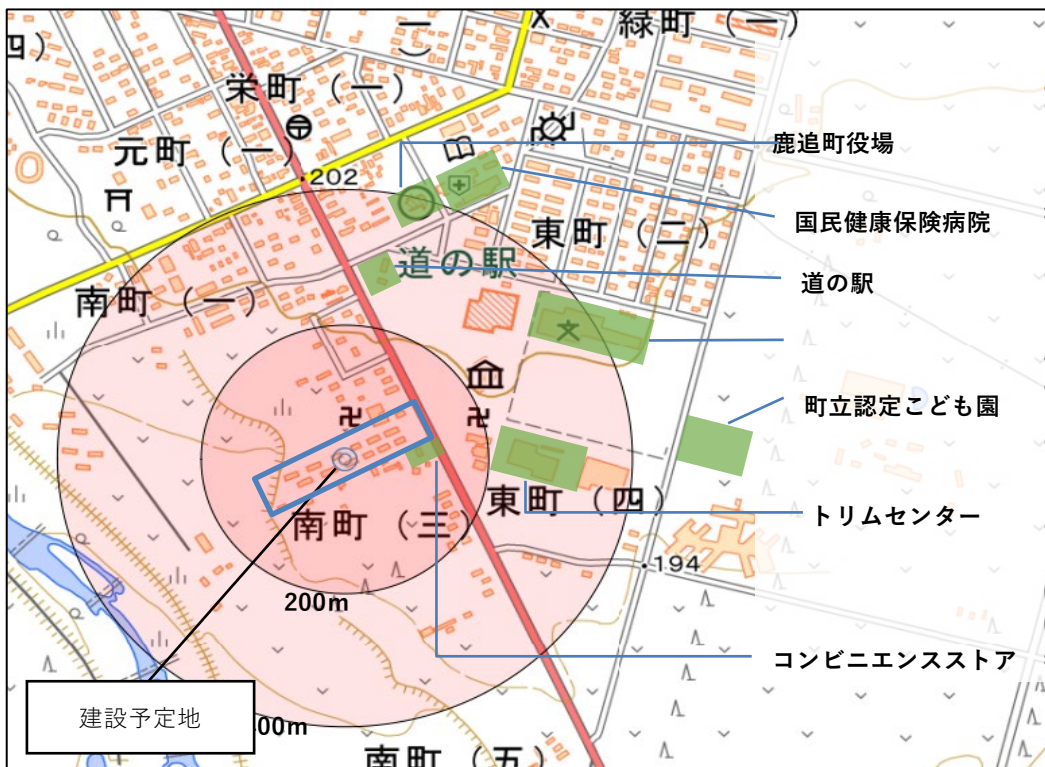 緑町（一）
四）
栄町（一）
鹿追町役場
元町（一）
202
国民健康保険病院
東町（二）
道の駅
道の駅
南町（一）
町立認定こども園
東町（四）
トリムセンター
南町（三）
194
200m
コンビニエンスストア
建設予定地
00m
南町（五）